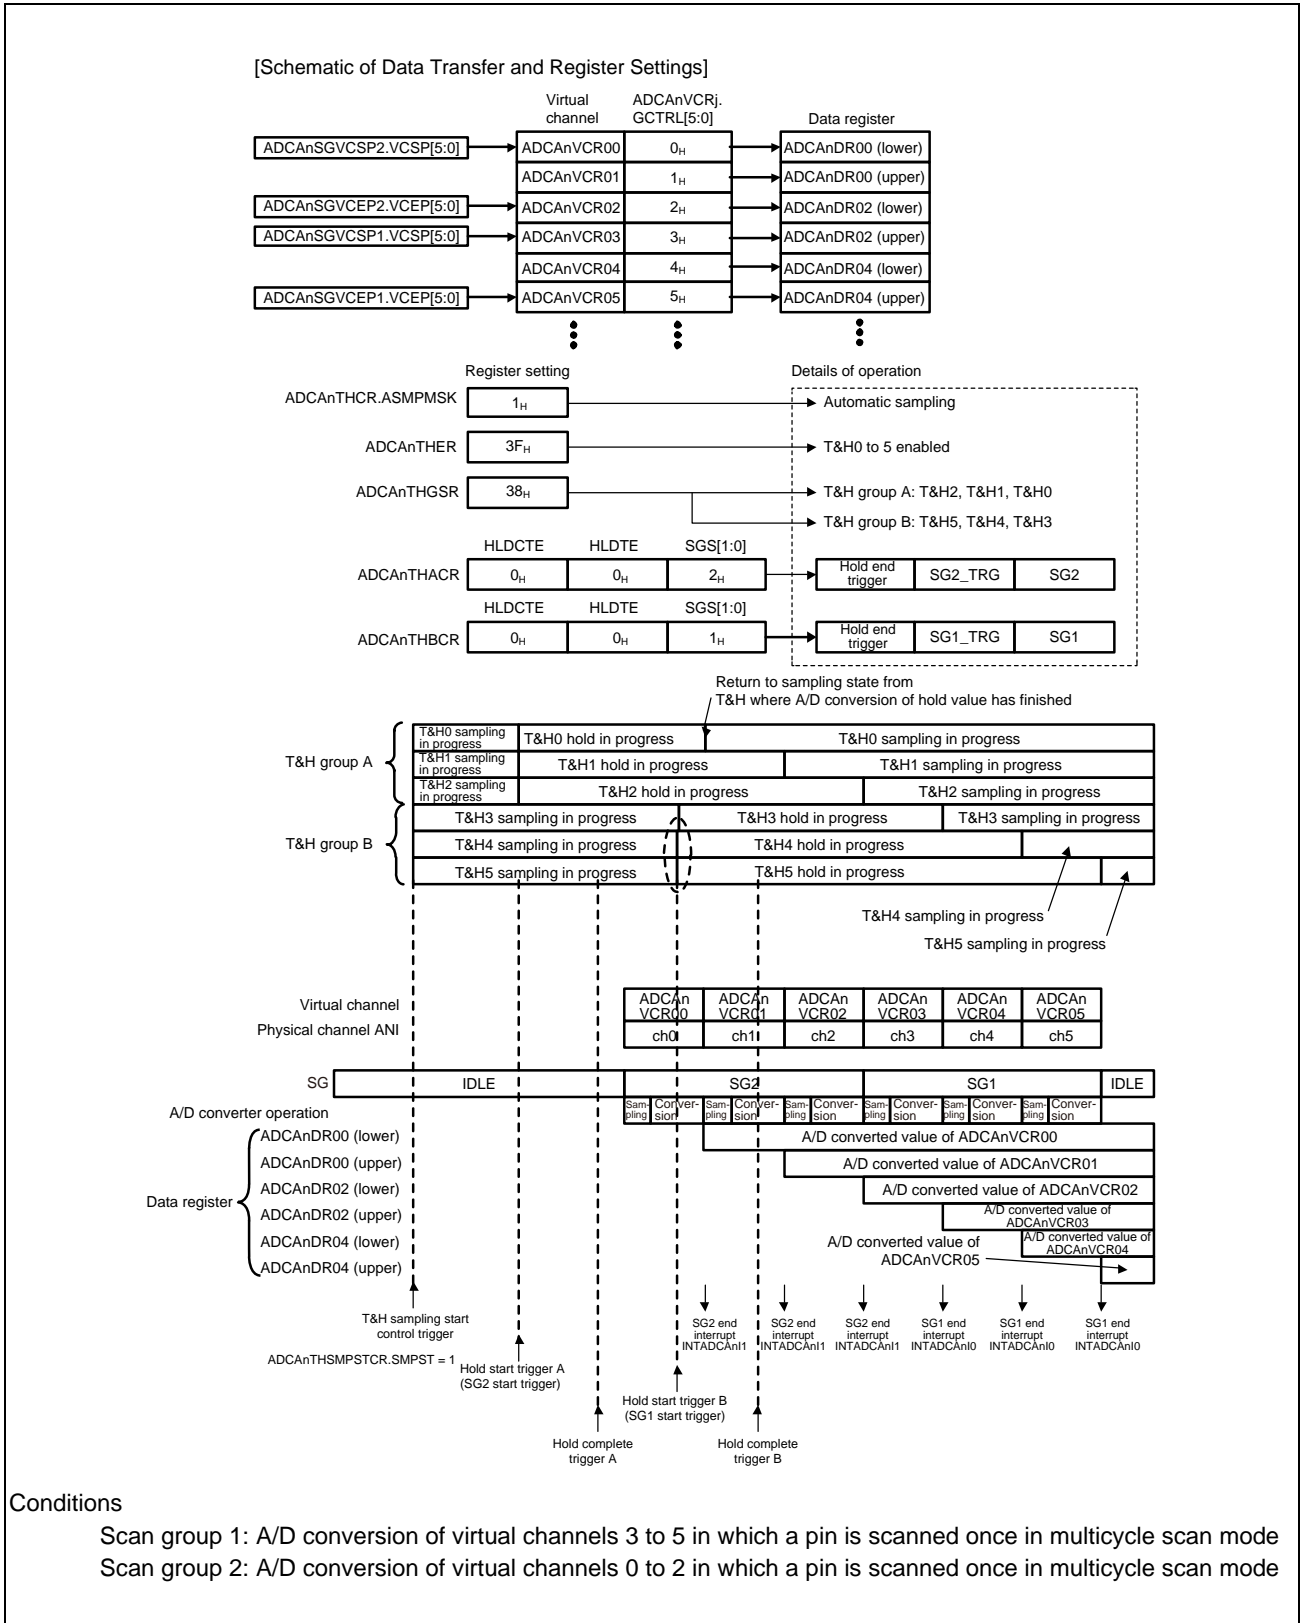 [Schematic of Data Transfer and Register Settings]
Virtual
channel
ADCAnVCRj.
GCTRL[5:0]
Data register
ADCAnSGVCSP2.VCSP[5:0] ADCAnVCR00 0H ADCAnDR00 (lower)
ADCAnVCR01 1H ADCAnDR00 (upper)
ADCAnSGVCEP2.VCEP[5:0] ADCAnVCR02 2H ADCAnDR02 (lower)
ADCAnSGVCSP1.VCSP[5:0] ADCAnVCR03 3H ADCAnDR02 (upper)
ADCAnVCR04 4H ADCAnDR04 (lower)
ADCAnSGVCEP1.VCEP[5:0] ADCAnVCR05 5H ADCAnDR04 (upper)
Register setting Details of operation
ADCAnTHCR.ASMPMSK 1H Automatic sampling
ADCAnTHER 3FH T&H0 to 5 enabled
ADCAnTHGSR 38H T&H group A: T&H2, T&H1, T&H0
T&H group B: T&H5, T&H4, T&H3
HLDCTE HLDTE SGS[1:0]
ADCAnTHACR 0H 0H 2H Hold end
trigger SG2_TRG SG2
HLDCTE HLDTE SGS[1:0]
ADCAnTHBCR 0H 0H 1H Hold end
trigger SG1_TRG SG1
Return to sampling state from
T&H where A/D conversion of hold value has finished
T&H group A
T&H0 sampling
in progress T&H0 hold in progress T&H0 sampling in progress
T&H1 sampling
in progress T&H1 hold in progress T&H1 sampling in progress
T&H2 sampling
in progress T&H2 hold in progress T&H2 sampling in progress
T&H group B
T&H3 sampling in progress T&H3 hold in progress T&H3 sampling in progress
T&H4 sampling in progress T&H4 hold in progress
T&H5 sampling in progress T&H5 hold in progress
T&H4 sampling in progress
T&H5 sampling in progress
Virtual channel
ADCAn ADCAn ADCAn ADCAn ADCAn ADCAn
VCR00 VCR01 VCR02 VCR03 VCR04 VCR05
Physical channel ANI ch0 ch1 ch2 ch3 ch4 ch5
SG IDLE SG2 SG1 IDLE
A/D converter operation
Sam- Conver- Sam- Conver- Sam- Conver- Sam- Conver- Sam- Conver- Sam- Conver-
pling sion pling sion pling sion pling sion pling sion pling sion
Data register
ADCAnDR00 (lower) A/D converted value of ADCAnVCR00
ADCAnDR00 (upper) A/D converted value of ADCAnVCR01
ADCAnDR02 (lower) A/D converted value of ADCAnVCR02
ADCAnDR02 (upper) A/D converted value of
ADCAnVCR03
ADCAnDR04 (lower) A/D converted value of
ADCAnVCR04
ADCAnDR04 (upper) A/D converted value of
ADCAnVCR05
T&H sampling start
control trigger
ADCAnTHSMPSTCR.SMPST = 1
Hold start trigger A
(SG2 start trigger)
Hold complete
trigger A
Hold start trigger B
(SG1 start trigger)
Hold complete
trigger B
SG2 end SG2 end SG2 end SG1 end SG1 end SG1 end
interrupt interrupt interrupt interrupt interrupt interrupt
INTADCAnI1 INTADCAnI1 INTADCAnI1 INTADCAnI0 INTADCAnI0 INTADCAnI0
Conditions
Scan group 1: A/D conversion of virtual channels 3 to 5 in which a pin is scanned once in multicycle scan mode
Scan group 2: A/D conversion of virtual channels 0 to 2 in which a pin is scanned once in multicycle scan mode